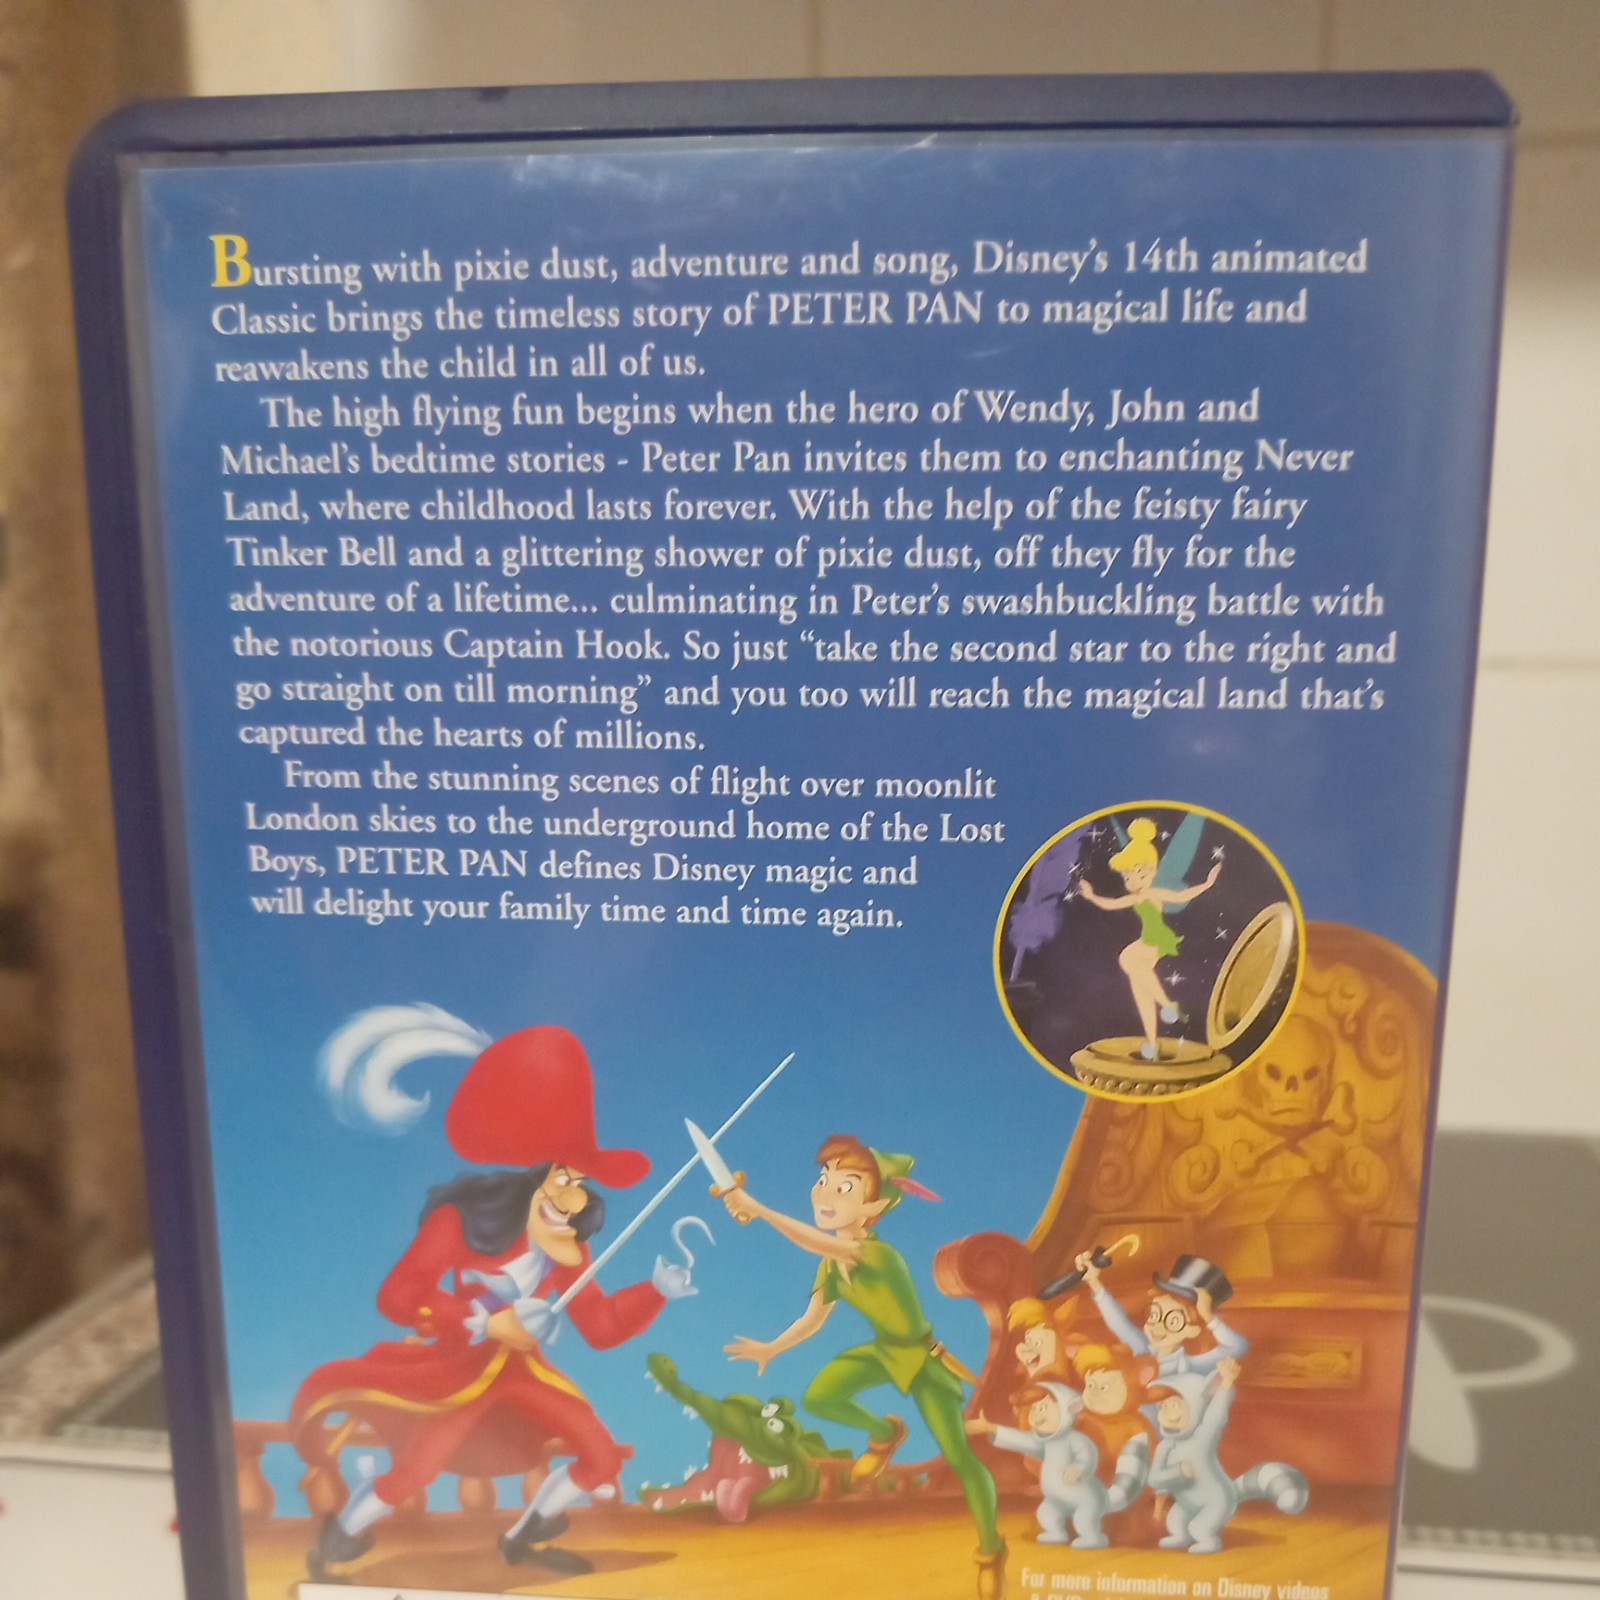 Bursting with pixie dust, adventure and song, Disney's 14th animated
Classic brings the timeless story of PETER PAN to magical life and
reawakens the child in all of us.
The high flying fun begins when the hero of Wendy, John and
Michael's bedtime stories - Peter Pan invites them to enchanting Never
Land, where childhood lasts forever. With the help of the feisty fairy
Tinker Bell and a glittering shower of pixie dust, off they fly for the
adventure of a lifetime... culminating in Peter's swashbuckling battle with
the notorious Captain Hook. So just “take the second star to the right and
go straight on till morning” and you too will reach the magical land that's
captured the hearts of millions.
From the stunning scenes of flight over moonlit
London skies to the underground home of the Lost
Boys, PETER PAN defines Disney magic and
will delight your family time and time again.
For more information on Disney videos